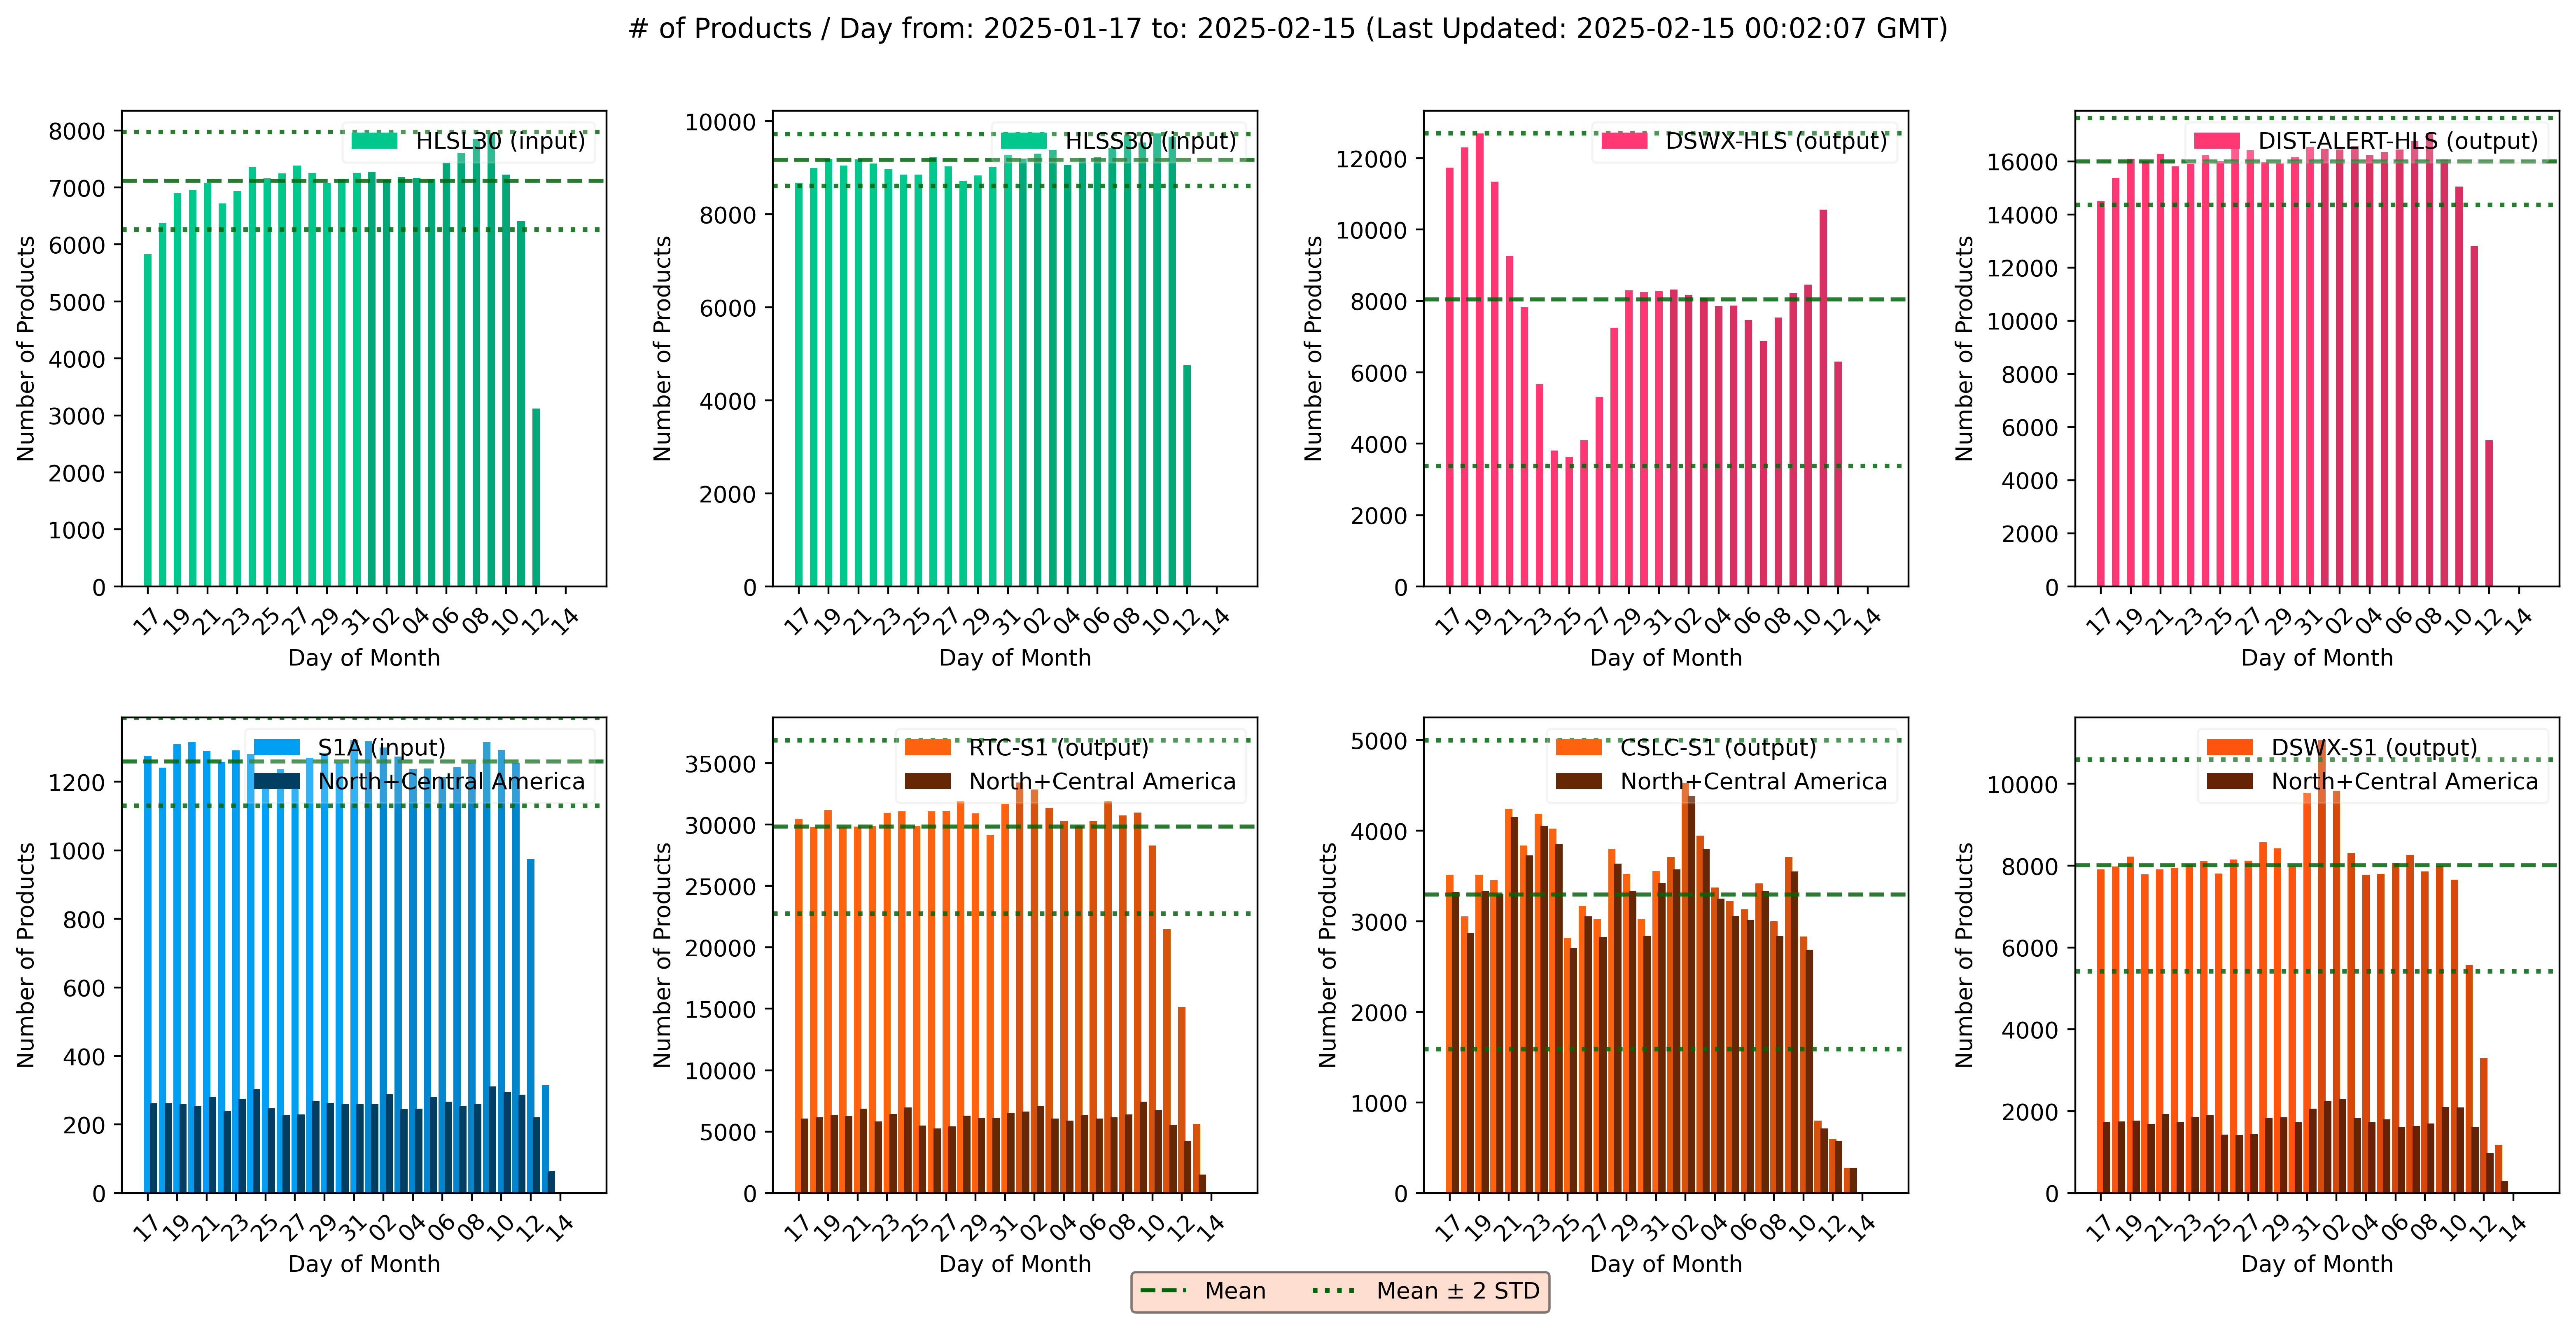 # of Products / Day from: 2025-01-17 to: 2025-02-15 (Last Updated: 2025-02-15 00:02:07 GMT)
HLSL30 (input)
Number of Products
0
1000
2000
3000
4000
5000
6000
7000
8000
17 19 21 23 25 27 29 31 02 04 06 08 10 12 14
Day of Month
HLSS30 (input)
Number of Products
0
2000
4000
6000
8000
10000
17 19 21 23 25 27 29 31 02 04 06 08 10 12 14
Day of Month
DSWX-HLS (output)
Number of Products
0
2000
4000
6000
8000
10000
12000
17 19 21 23 25 27 29 31 02 04 06 08 10 12 14
Day of Month
DIST-ALERT-HLS (output)
Number of Products
0
2000
4000
6000
8000
10000
12000
14000
16000
17 19 21 23 25 27 29 31 02 04 06 08 10 12 14
Day of Month
S1A (input)
North+Central America
Number of Products
0
200
400
600
800
1000
1200
17 19 21 23 25 27 29 31 02 04 06 08 10 12 14
Day of Month
RTC-S1 (output)
North+Central America
Number of Products
0
5000
10000
15000
20000
25000
30000
35000
17 19 21 23 25 27 29 31 02 04 06 08 10 12 14
Day of Month
CSLC-S1 (output)
North+Central America
Number of Products
0
1000
2000
3000
4000
5000
17 19 21 23 25 27 29 31 02 04 06 08 10 12 14
Day of Month
DSWX-S1 (output)
North+Central America
Number of Products
0
2000
4000
6000
8000
10000
17 19 21 23 25 27 29 31 02 04 06 08 10 12 14
Day of Month
Mean Mean ± 2 STD